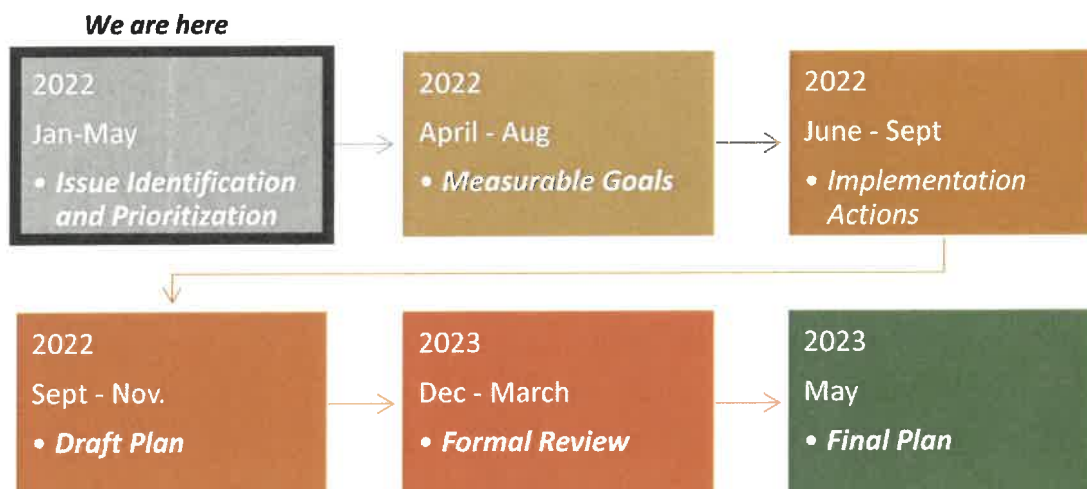 We are here
2022
Jan-May
• Issue Identification
and Prioritization
2022
April - Aug
• Measurable Goals
2022
June - Sept
• Implementation
Actions
2022
Sept - Nov.
• Draft Plan
2023
Dec - March
• Formal Review
2023
May
• Final Plan